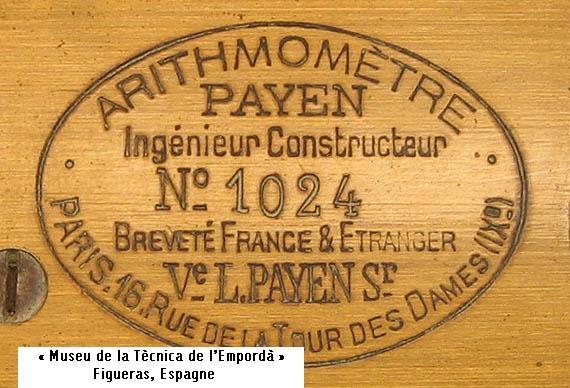 ARITHMOMÈTRE
PAYEN
Ingénieur Constructeur
Nº 1024
BREVETÉ FRANCE & ETRANGER
Ve L.PAYEN Sr
PARIS.16.RUE DE LA TOUR DES DAMES (IXe)
« Museu de la Tècnica de l'Empordà »
Figueras, Espagne